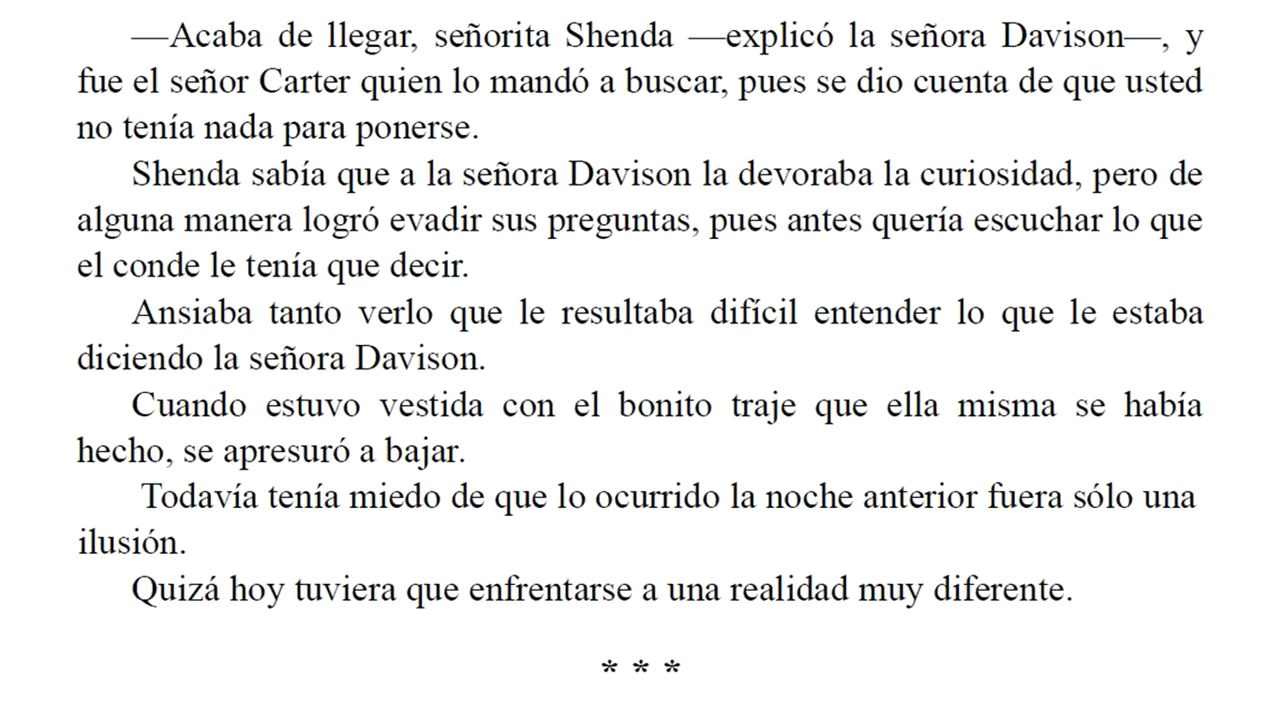 —Acaba de llegar, señorita Shenda —explicó la señora Davison—, y
fue el señor Carter quien lo mandó a buscar, pues se dio cuenta de que usted
no tenía nada para ponerse.
Shenda sabía que a la señora Davison la devoraba la curiosidad, pero de
alguna manera logró evadir sus preguntas, pues antes quería escuchar lo que
el conde le tenía que decir.
Ansiaba tanto verlo que le resultaba difícil entender lo que le estaba
diciendo la señora Davison.
Cuando estuvo vestida con el bonito traje que ella misma se había
hecho, se apresuró a bajar.
Todavía tenía miedo de que lo ocurrido la noche anterior fuera sólo una
ilusión.
Quizá hoy tuviera que enfrentarse a una realidad muy diferente.
* * *